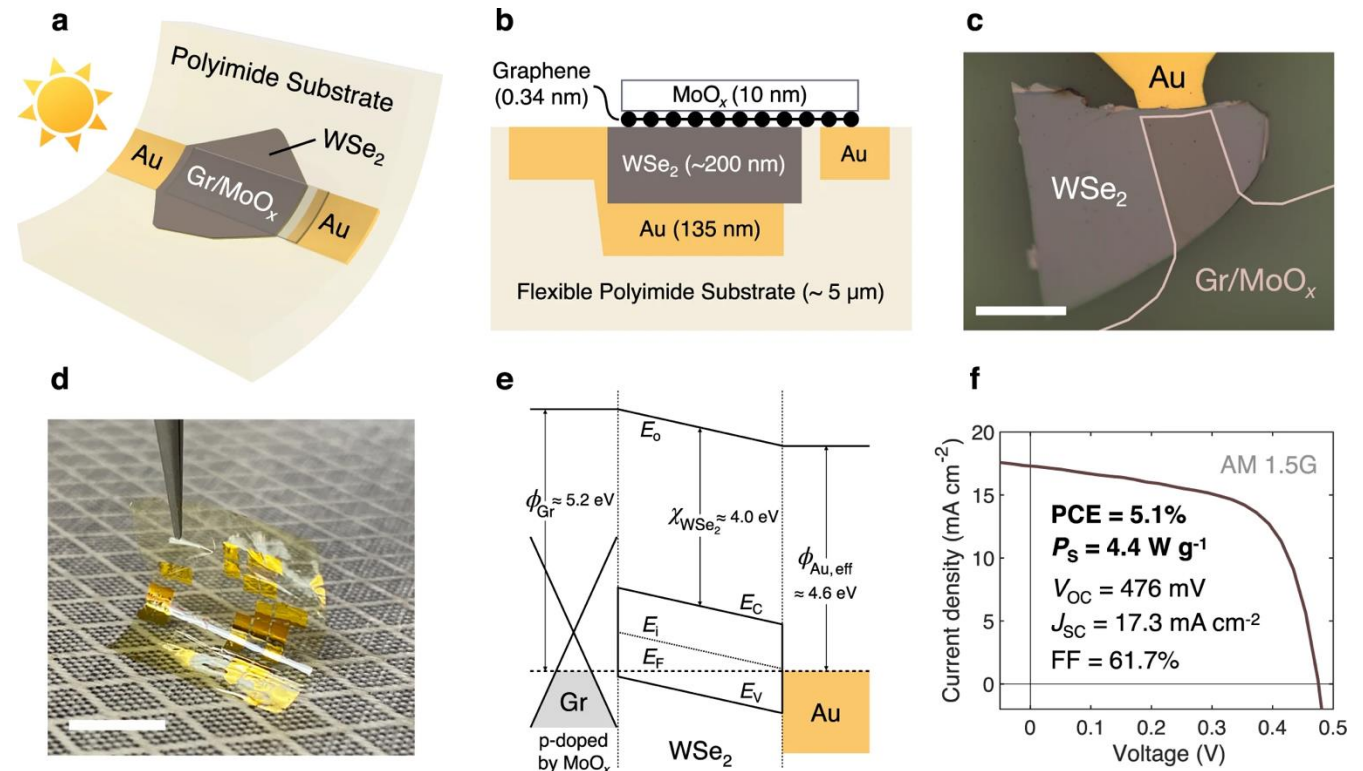 a
Polyimide Substrate
WSe₂
Au
Gr/MoOₓ
Au
b
Graphene
(0.34 nm)
MoOₓ (10 nm)
WSe₂ (~200 nm)
Au
Au (135 nm)
Flexible Polyimide Substrate (~ 5 µm)
c
Au
WSe₂
Gr/MoOₓ
d
e
E₀
ϕGr ≈ 5.2 eV
χWSe₂ ≈ 4.0 eV
ϕAu, eff
≈ 4.6 eV
EC
Ei
EF
EV
Gr
Au
p-doped
by MoOₓ
WSe₂
f
Current density (mA cm⁻²)
20
15
10
5
0
AM 1.5G
PCE = 5.1%
PS = 4.4 W g⁻¹
VOC = 476 mV
JSC = 17.3 mA cm⁻²
FF = 61.7%
0 0.1 0.2 0.3 0.4 0.5
Voltage (V)